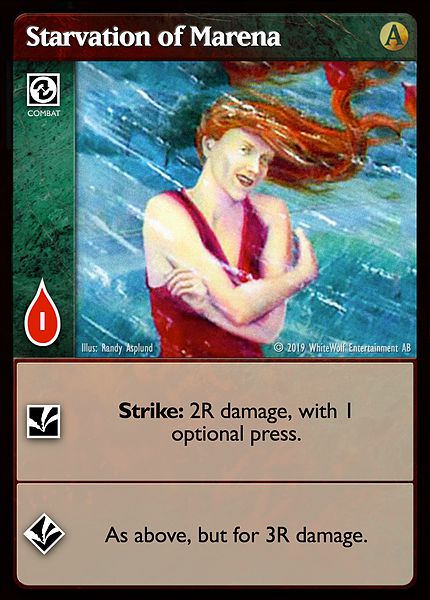 Starvation of Marena
A
COMBAT
1
Illus: Randy Asplund
© 2019 WhiteWolf Entertainment AB
Strike: 2R damage, with 1
optional press.
As above, but for 3R damage.